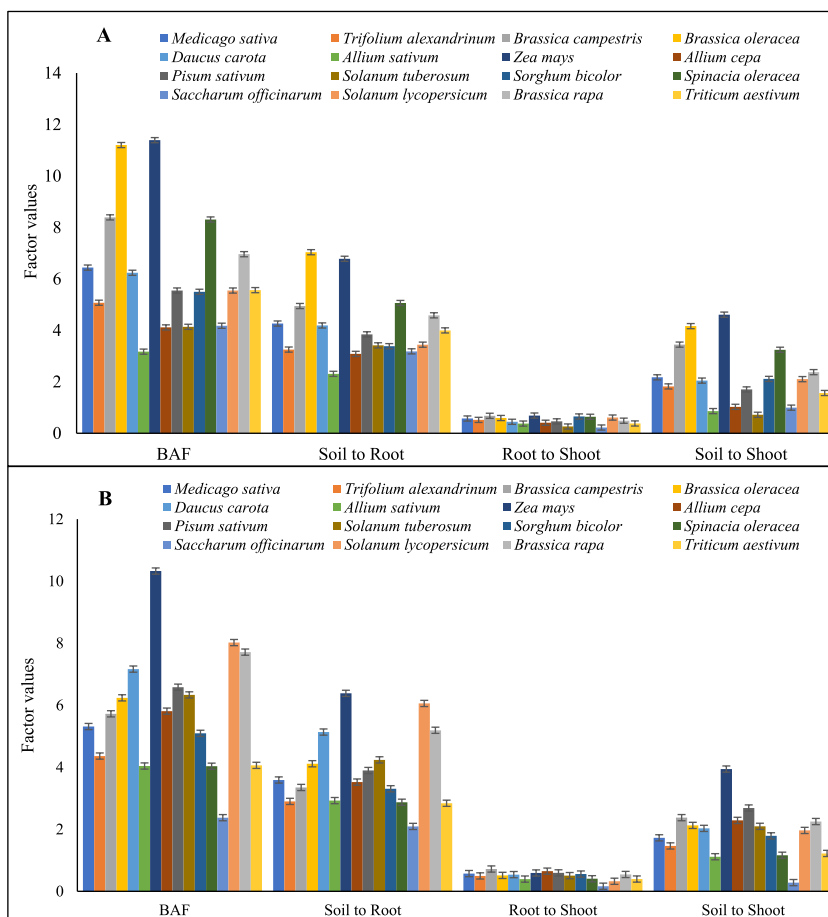 A
Medicago sativa Trifolium alexandrinum Brassica campestris Brassica oleracea
Daucus carota Allium sativum Zea mays Allium cepa
Pisum sativum Solanum tuberosum Sorghum bicolor Spinacia oleracea
Saccharum officinarum Solanum lycopersicum Brassica rapa Triticum aestivum
14
12
10
8
6
4
2
0
Factor values
BAF Soil to Root Root to Shoot Soil to Shoot
B
Medicago sativa Trifolium alexandrinum Brassica campestris Brassica oleracea
Daucus carota Allium sativum Zea mays Allium cepa
Pisum sativum Solanum tuberosum Sorghum bicolor Spinacia oleracea
Saccharum officinarum Solanum lycopersicum Brassica rapa Triticum aestivum
12
10
8
6
4
2
0
Factor values
BAF Soil to Root Root to Shoot Soil to Shoot